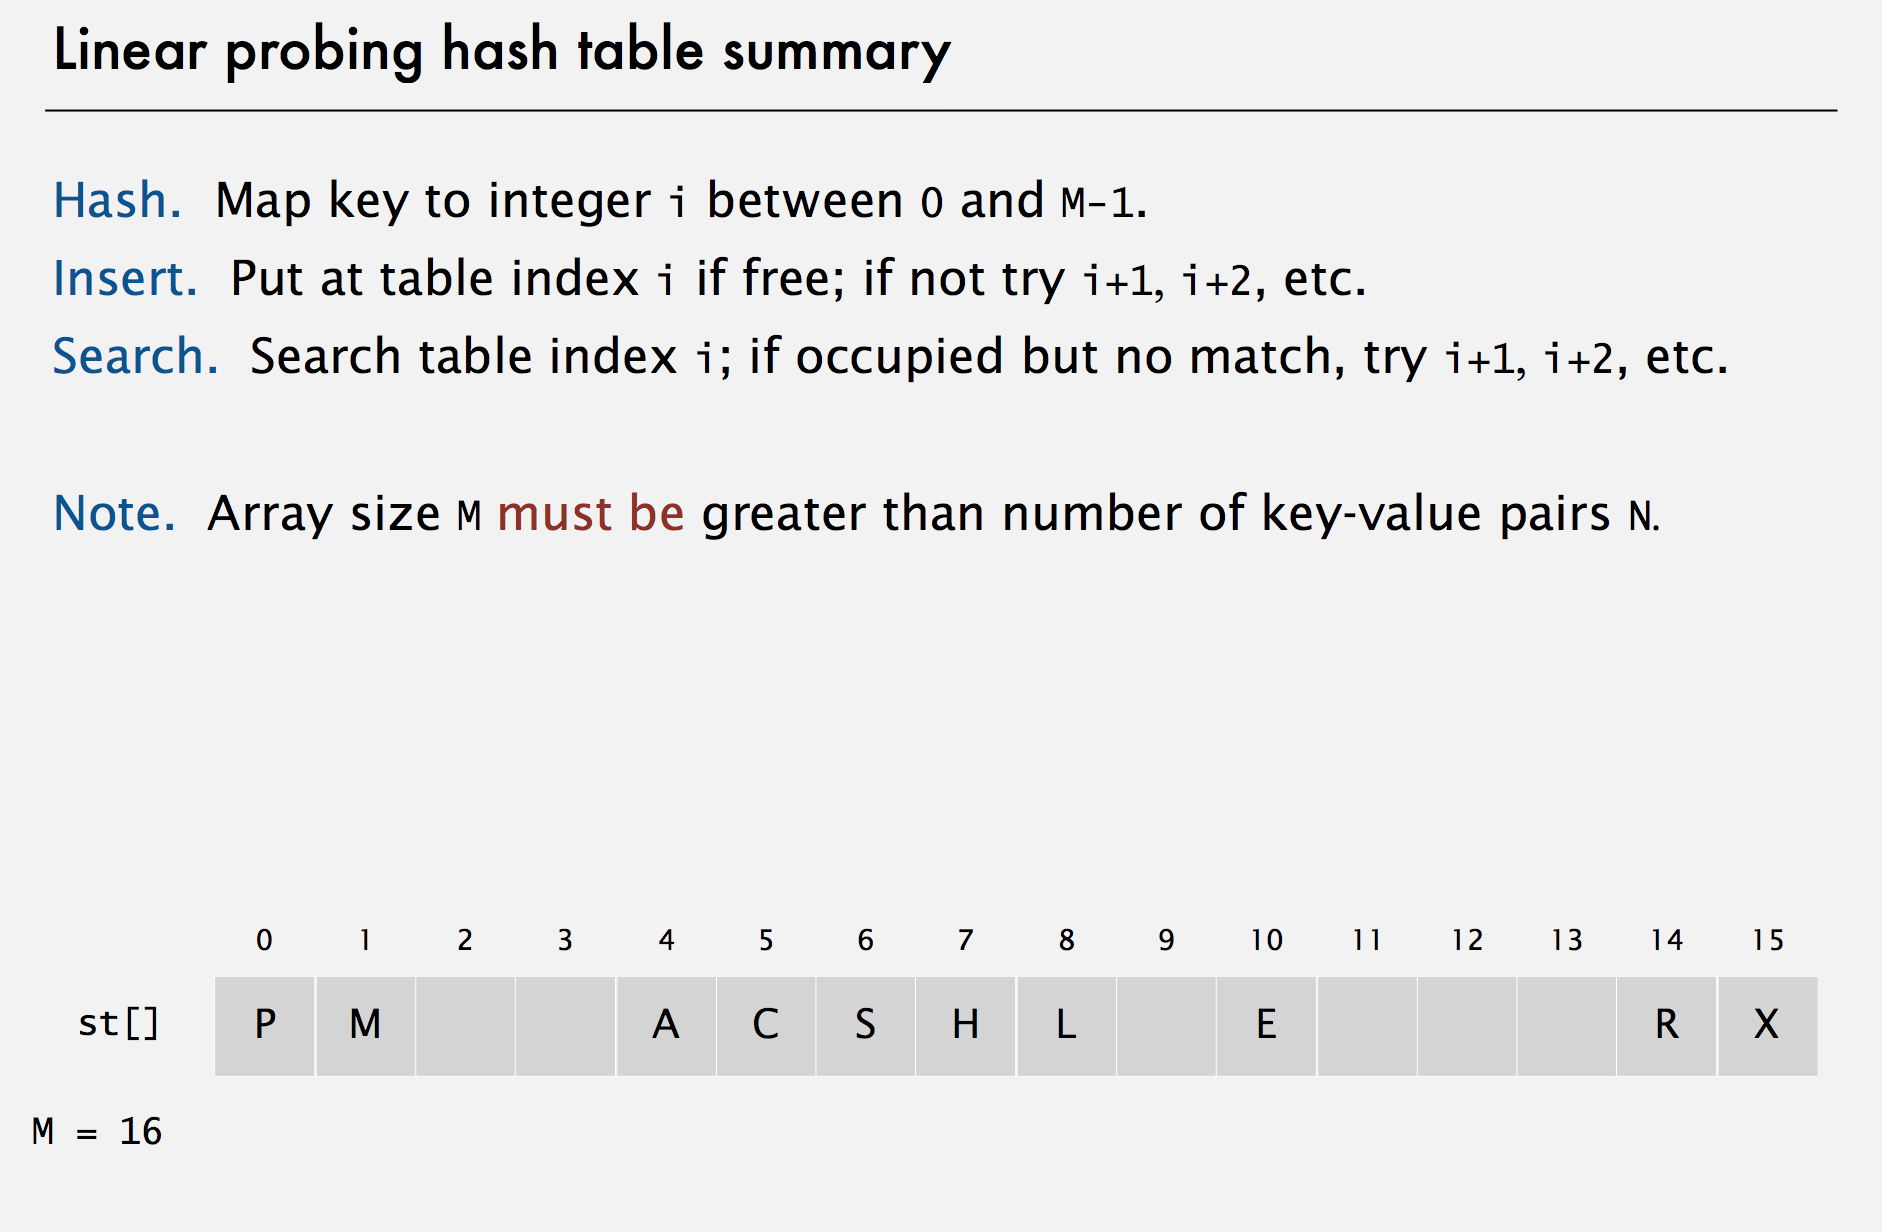 Linear probing hash table summary
Hash. Map key to integer i between 0 and M-1.
Insert. Put at table index i if free; if not try i+1, i+2, etc.
Search. Search table index i; if occupied but no match, try i+1, i+2, etc.
Note. Array size M must be greater than number of key-value pairs N.
0 1 2 3 4 5 6 7 8 9 10 11 12 13 14 15
st[] P M A C S H L E R X
M = 16